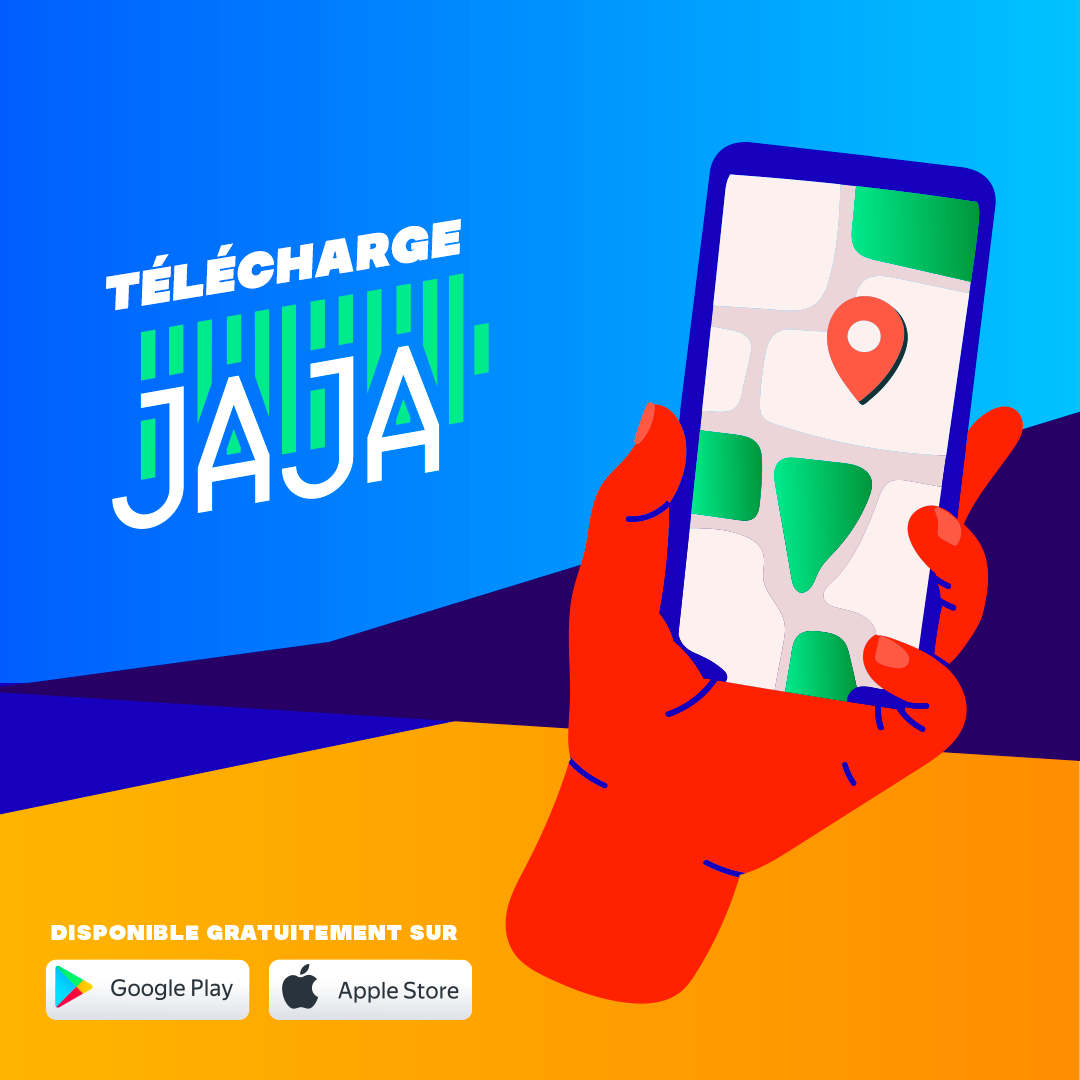 TÉLÉCHARGE
JAJA
DISPONIBLE GRATUITEMENT SUR
Google Play
Apple Store